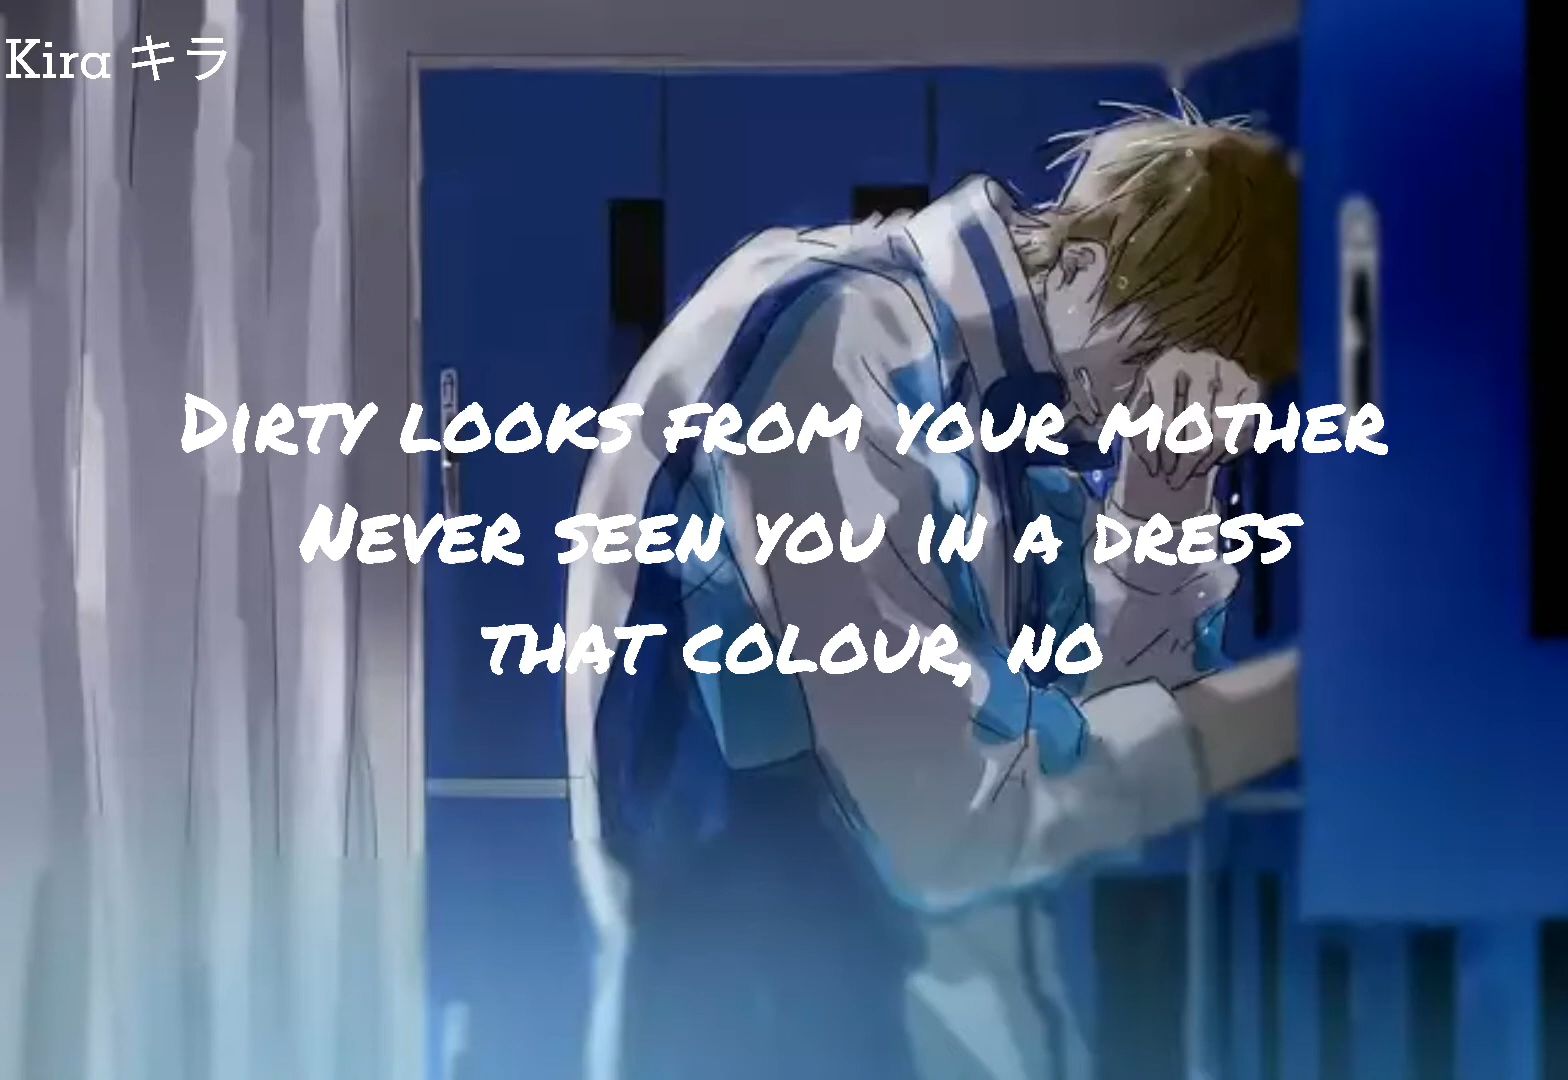 Kira キラ
Dirty looks from your mother
Never seen you in a dress
that colour, no